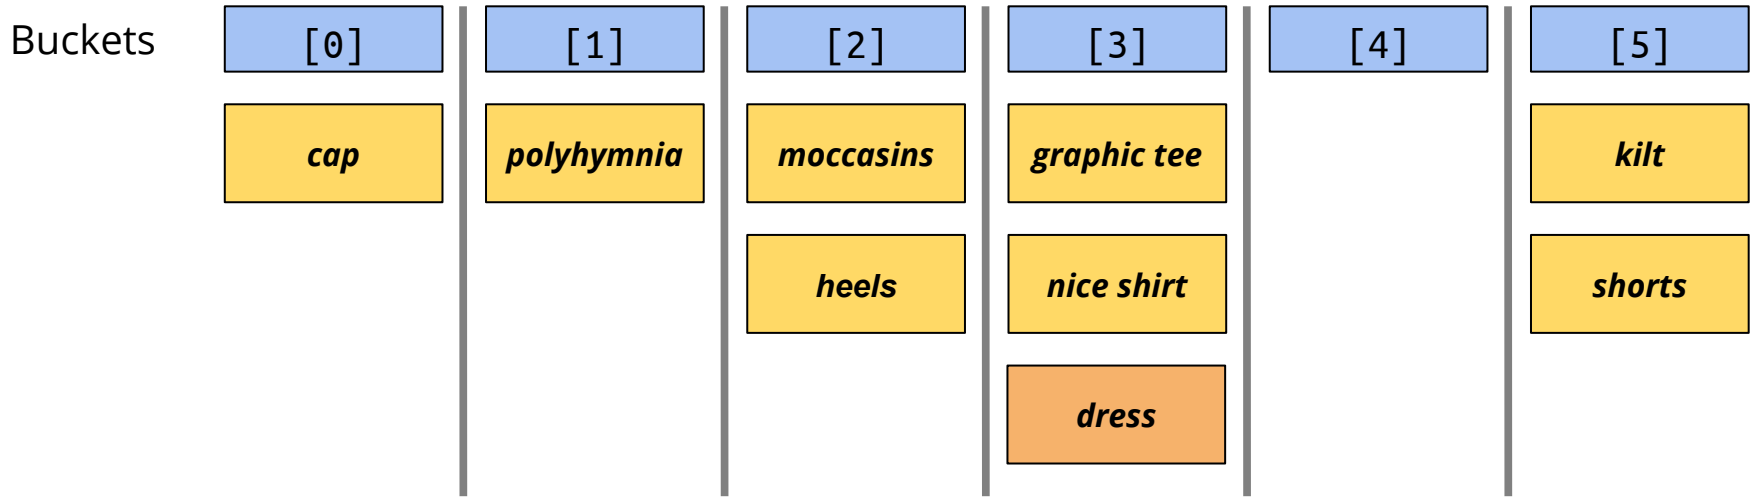 Buckets [0] [1] [2] [3] [4] [5]
cap polyhymnia moccasins graphic tee kilt
heels nice shirt shorts
dress